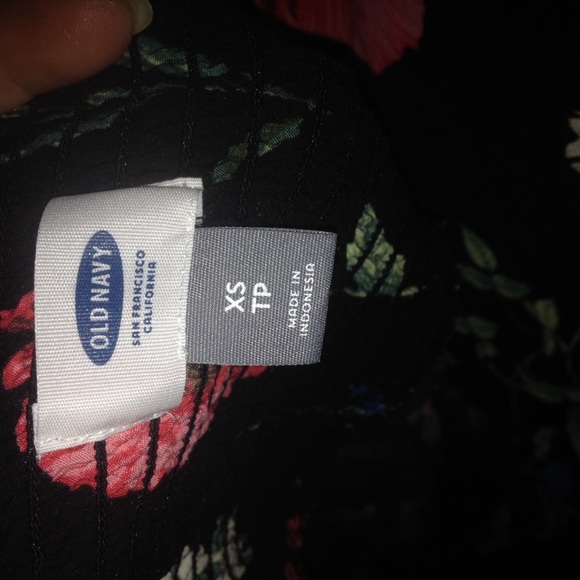 OLD NAVY
SAN FRANCISCO
CALIFORNIA
XS
TP
MADE IN
INDONESIA